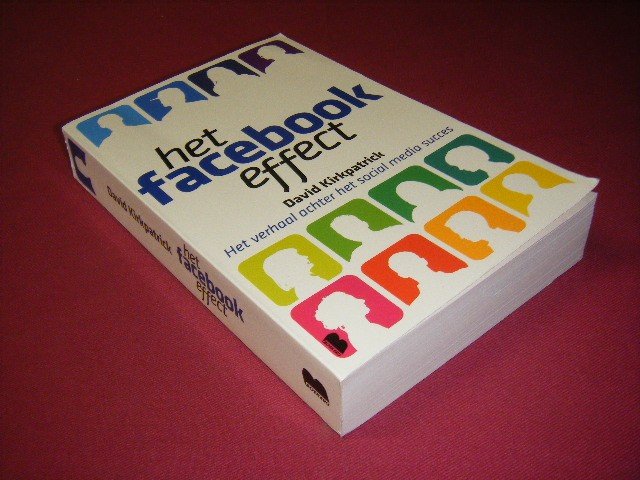 het
facebook
effect
David Kirkpatrick
Het verhaal achter het social media succes
David Kirkpatrick
het
facebook
effect